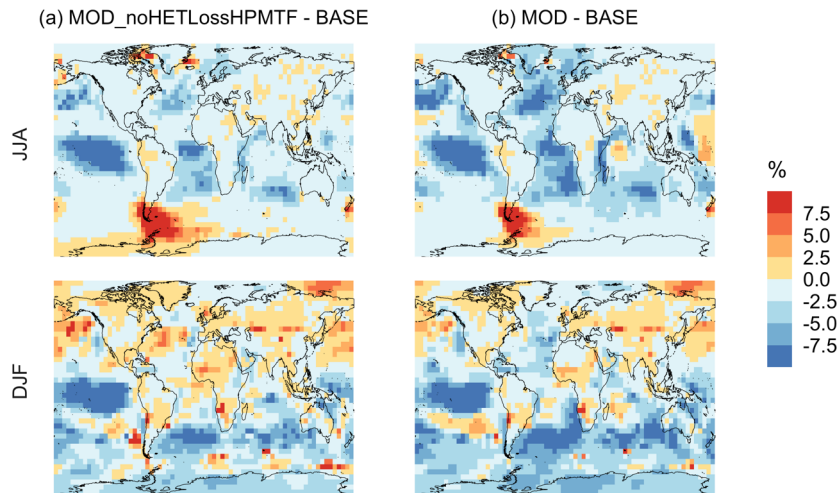 (a) MOD_noHETLossHPMTF - BASE
(b) MOD - BASE
JJA
DJF
%
7.5
5.0
2.5
0.0
-2.5
-5.0
-7.5